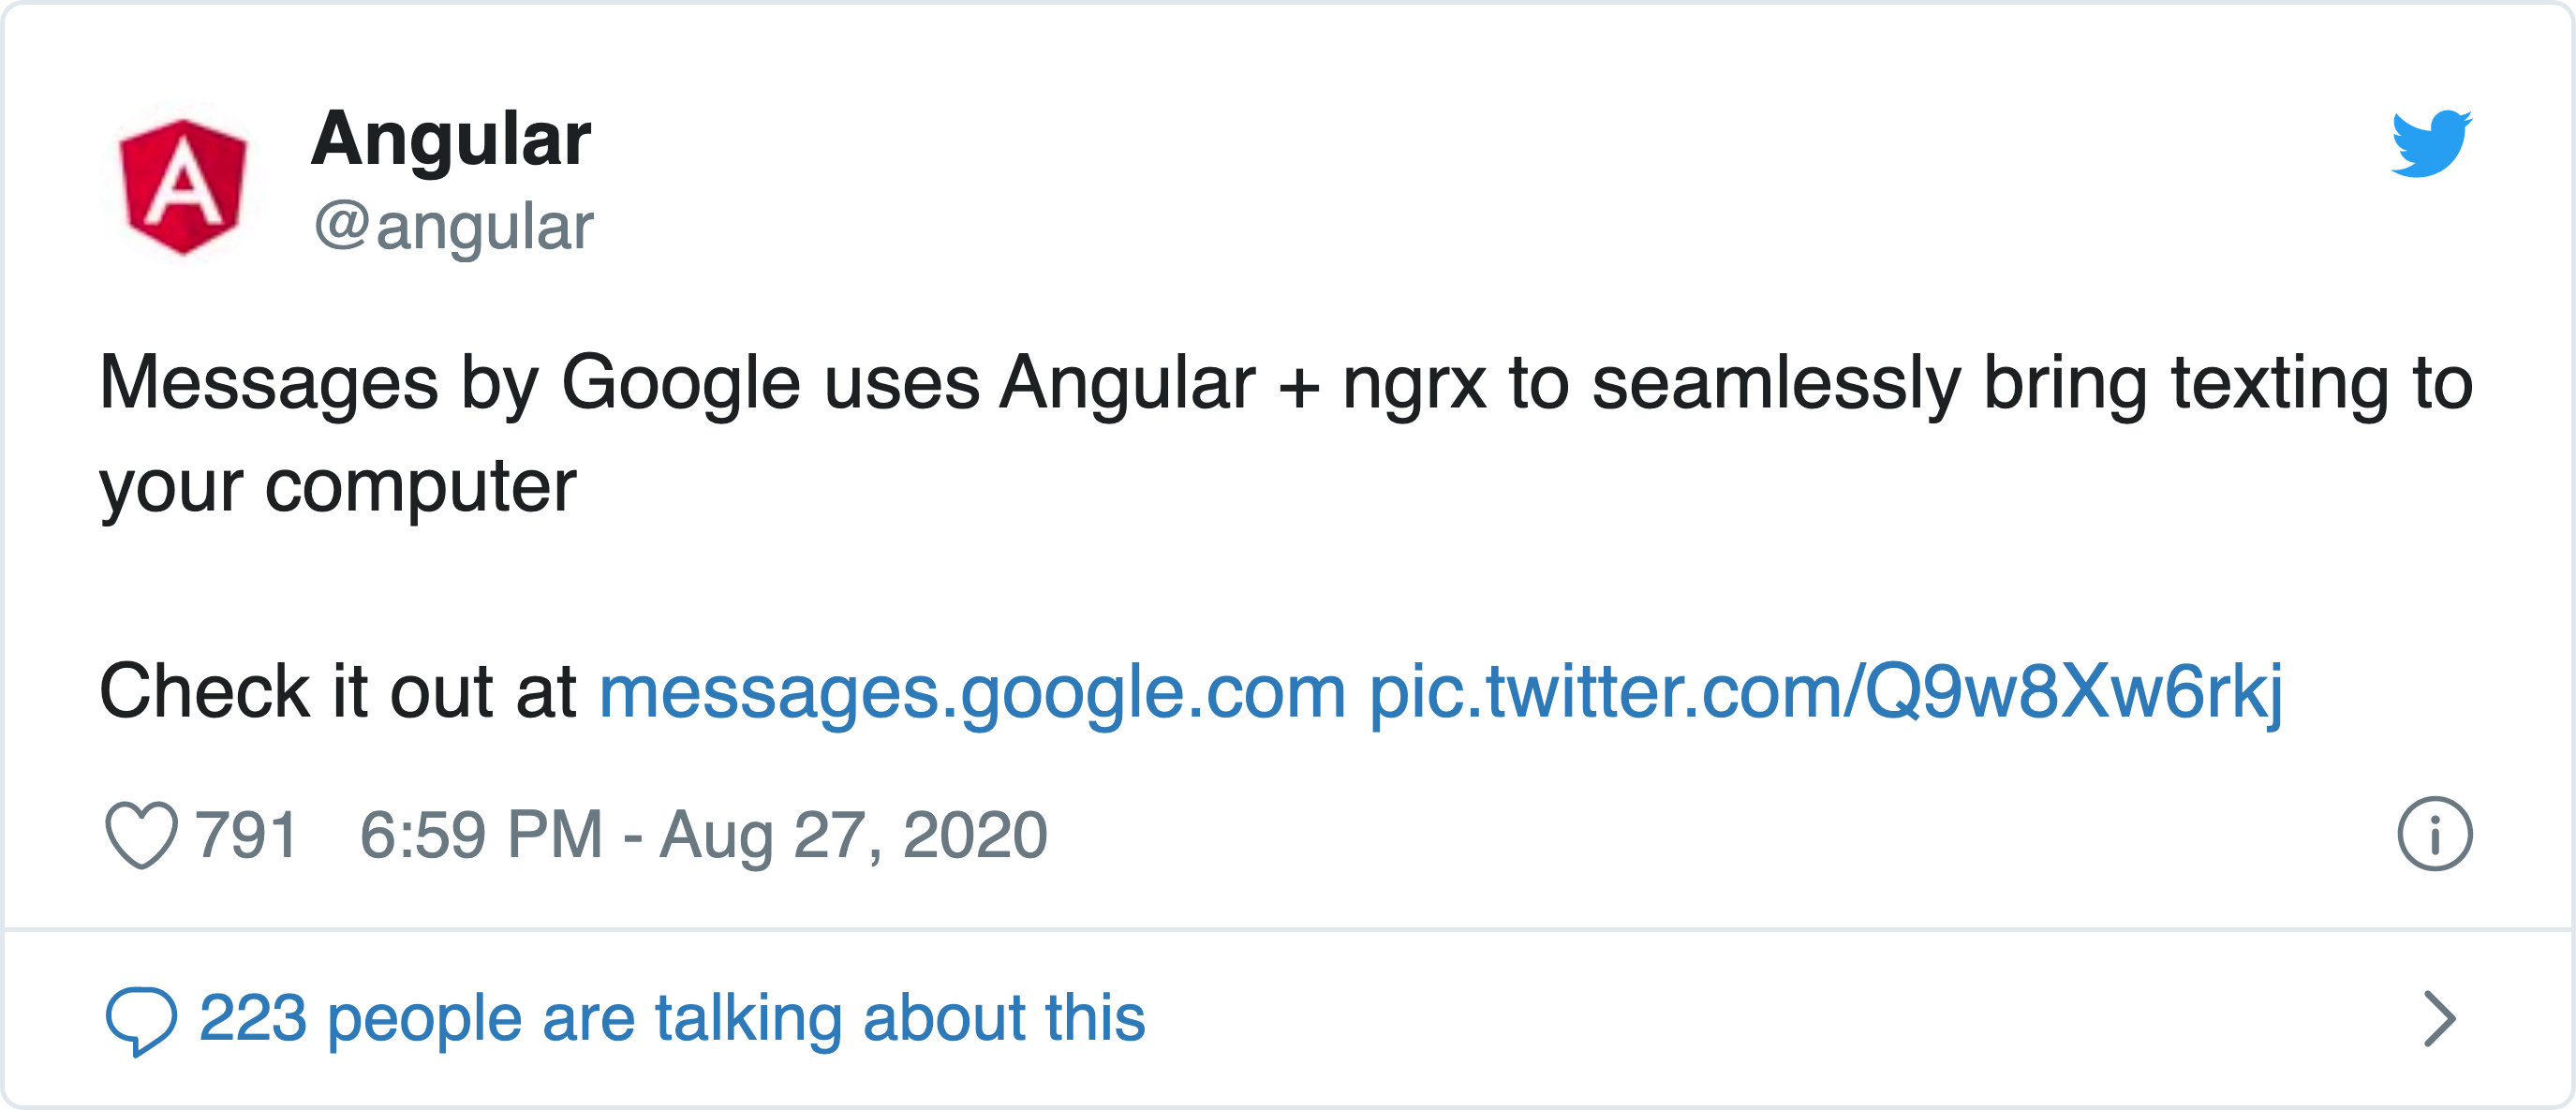 Angular
@angular
Messages by Google uses Angular + ngrx to seamlessly bring texting to
your computer
Check it out at messages.google.com pic.twitter.com/Q9w8Xw6rkj
791 6:59 PM - Aug 27, 2020
223 people are talking about this